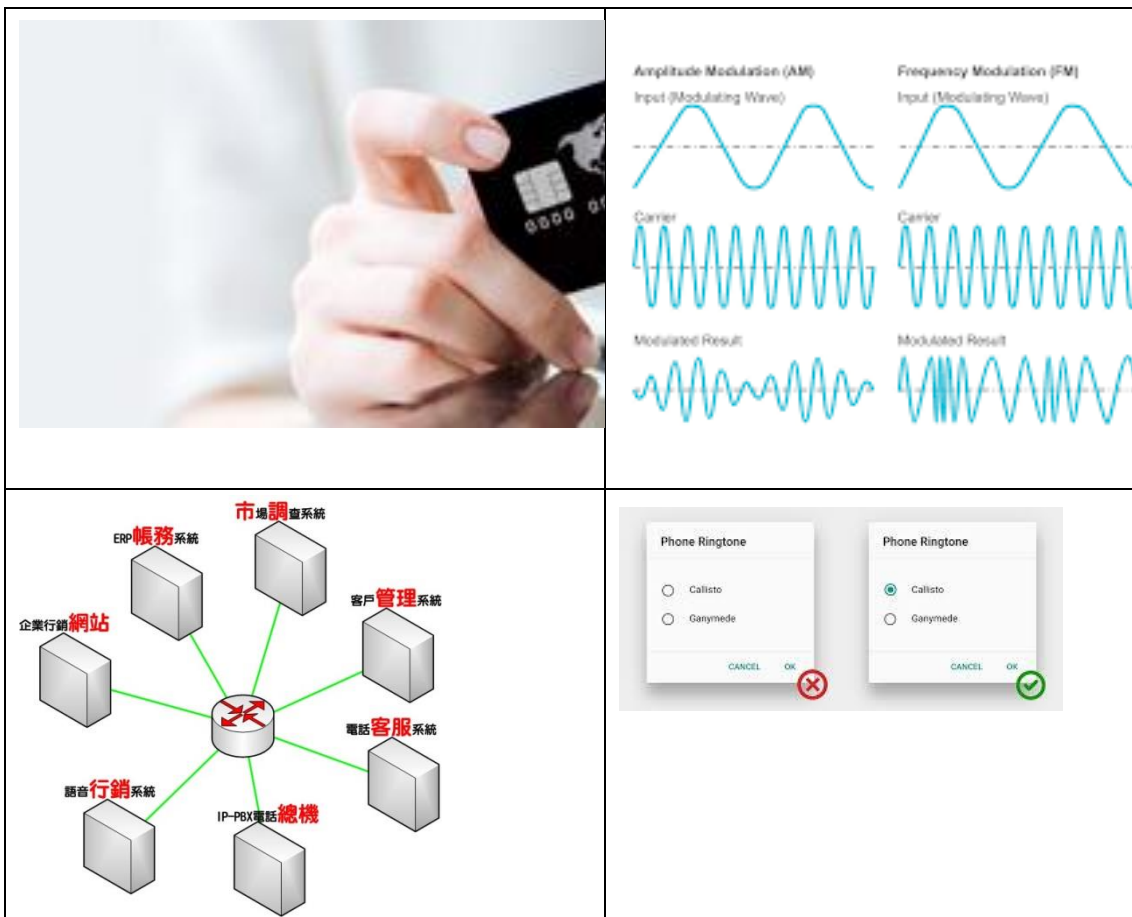 0000
Amplitude Modulation (AM)
Input (Modulating Wave)
Carrier
Modulated Result
Frequency Modulation (FM)
Input (Modulating Wave)
Carrier
Modulated Result
市場調查系統
ERP帳務系統
客戶管理系統
企業行銷網站
電話客服系統
語音行銷系統
IP-PBX電話總機
Phone Ringtone
Callisto
Ganymede
CANCEL OK
Phone Ringtone
Callisto
Ganymede
CANCEL OK